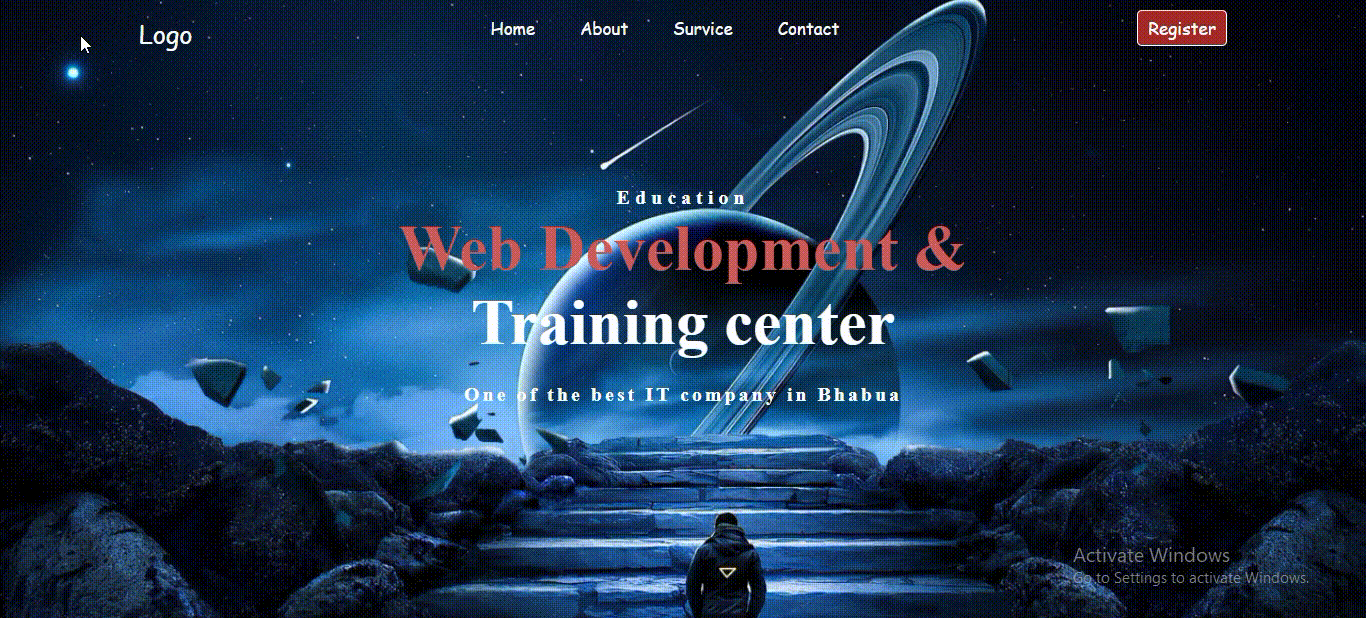 Logo
Home About Survice Contact
Register
Education
Web Development &
Training center
One of the best IT company in Bhabua
Activate Windows
Go to Settings to activate Windows.